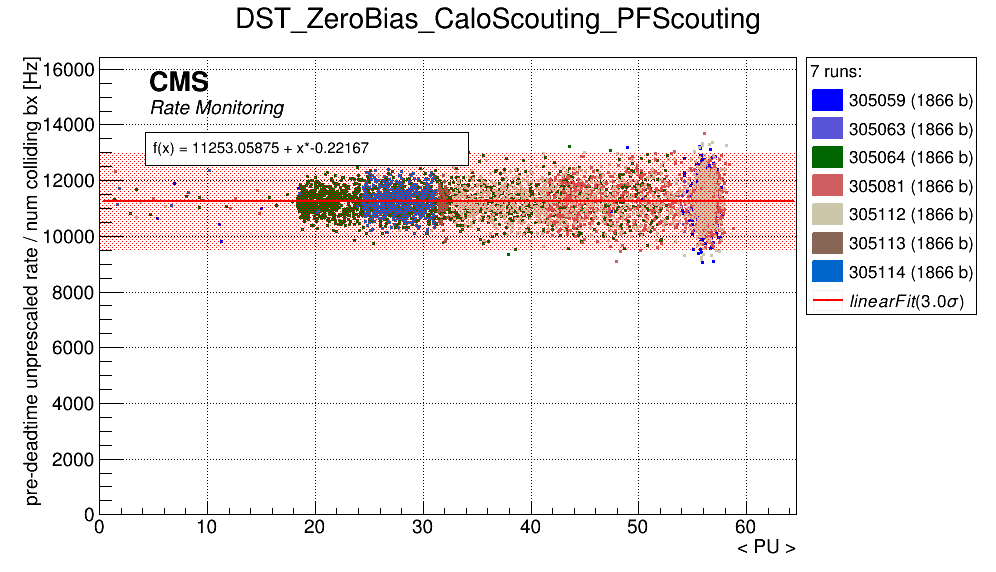 DST_ZeroBias_CaloScouting_PFScouting
pre-deadtime unprescaled rate / num colliding bx [Hz]
16000
14000
12000
10000
8000
6000
4000
2000
0
CMS
Rate Monitoring
f(x) = 11253.05875 + x*-0.22167
0 10 20 30 40 50 60
< PU >
7 runs:
305059 (1866 b)
305063 (1866 b)
305064 (1866 b)
305081 (1866 b)
305112 (1866 b)
305113 (1866 b)
305114 (1866 b)
linearFit(3.0σ)